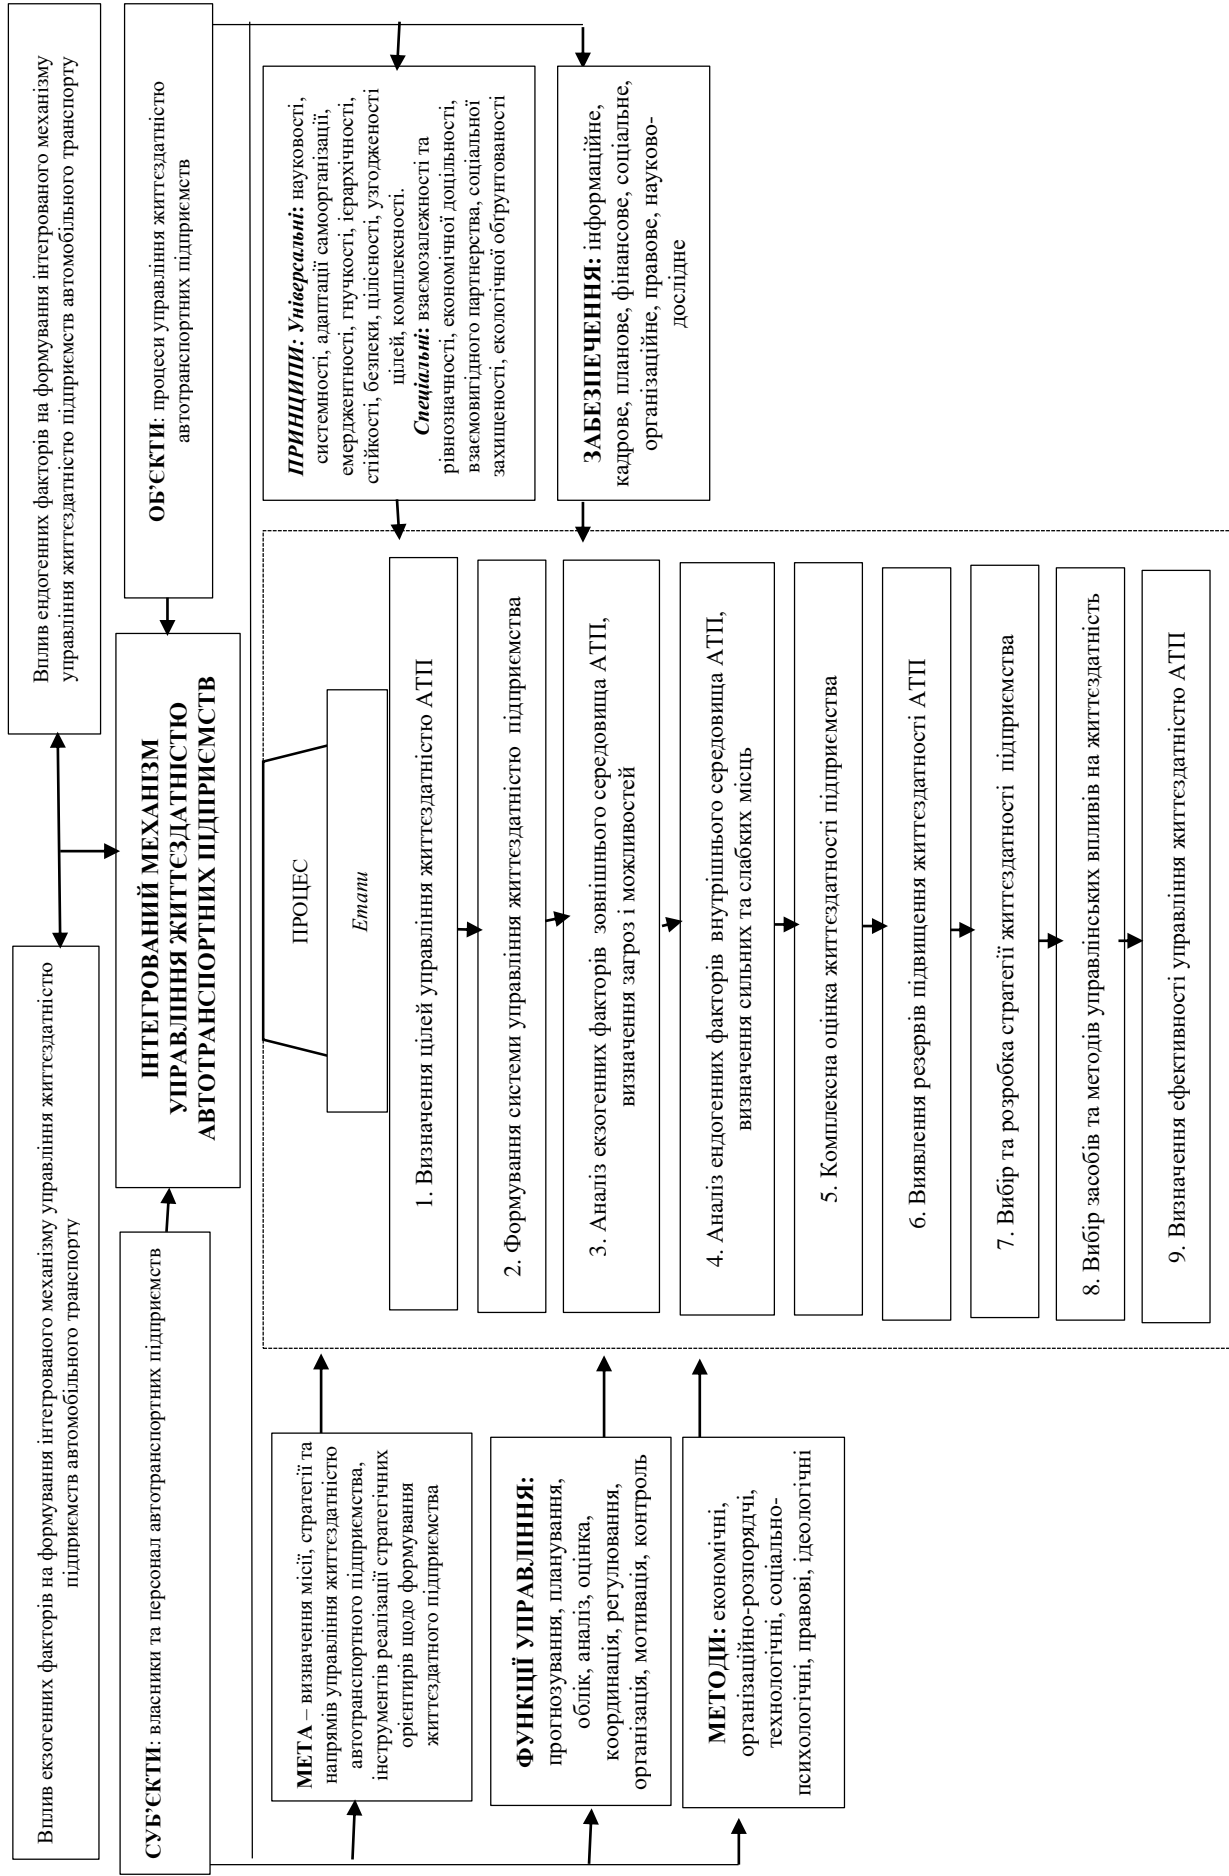 Вплив екзогенних факторів на формування інтегрованого механізму управління життєздатністю
підприємств автомобільного транспорту
Вплив ендогенних факторів на формування інтегрованого механізму
управління життєздатністю підприємств автомобільного транспорту
СУБ’ЄКТИ: власники та персонал автотранспортних підприємств
ІНТЕГРОВАНИЙ МЕХАНІЗМ
УПРАВЛІННЯ ЖИТТЄЗДАТНІСТЮ
АВТОТРАНСПОРТНИХ ПІДПРИЄМСТВ
ОБ’ЄКТИ: процеси управління життєздатністю
автотранспортних підприємств
МЕТА – визначення місії, стратегії та
напрямів управління життєздатністю
автотранспортного підприємства,
інструментів реалізації стратегічних
орієнтирів щодо формування
життєздатного підприємства
ФУНКЦІЇ УПРАВЛІННЯ:
прогнозування, планування,
облік, аналіз, оцінка,
координація, регулювання,
організація, мотивація, контроль
МЕТОДИ: економічні,
організаційно-розпорядчі,
технологічні, соціально-
психологічні, правові, ідеологічні
ПРОЦЕС
Етапи
1. Визначення цілей управління життєздатністю АТП
2. Формування системи управління життєздатністю підприємства
3. Аналіз екзогенних факторів зовнішнього середовища АТП,
визначення загроз і можливостей
4. Аналіз ендогенних факторів внутрішнього середовища АТП,
визначення сильних та слабких місць
5. Комплексна оцінка життєздатності підприємства
6. Виявлення резервів підвищення життєздатності АТП
7. Вибір та розробка стратегії життєздатності підприємства
8. Вибір засобів та методів управлінських впливів на життєздатність
9. Визначення ефективності управління життєздатністю АТП
ПРИНЦИПИ: Універсальні: науковості,
системності, адаптації самоорганізації,
емерджентності, гнучкості, ієрархічності,
стійкості, безпеки, цілісності, узгодженості
цілей, комплексності.
Спеціальні: взаємозалежності та
рівнозначності, економічної доцільності,
взаємовигідного партнерства, соціальної
захищеності, екологічної обґрунтованості
ЗАБЕЗПЕЧЕННЯ: інформаційне,
кадрове, планове, фінансове, соціальне,
організаційне, правове, науково-
дослідне